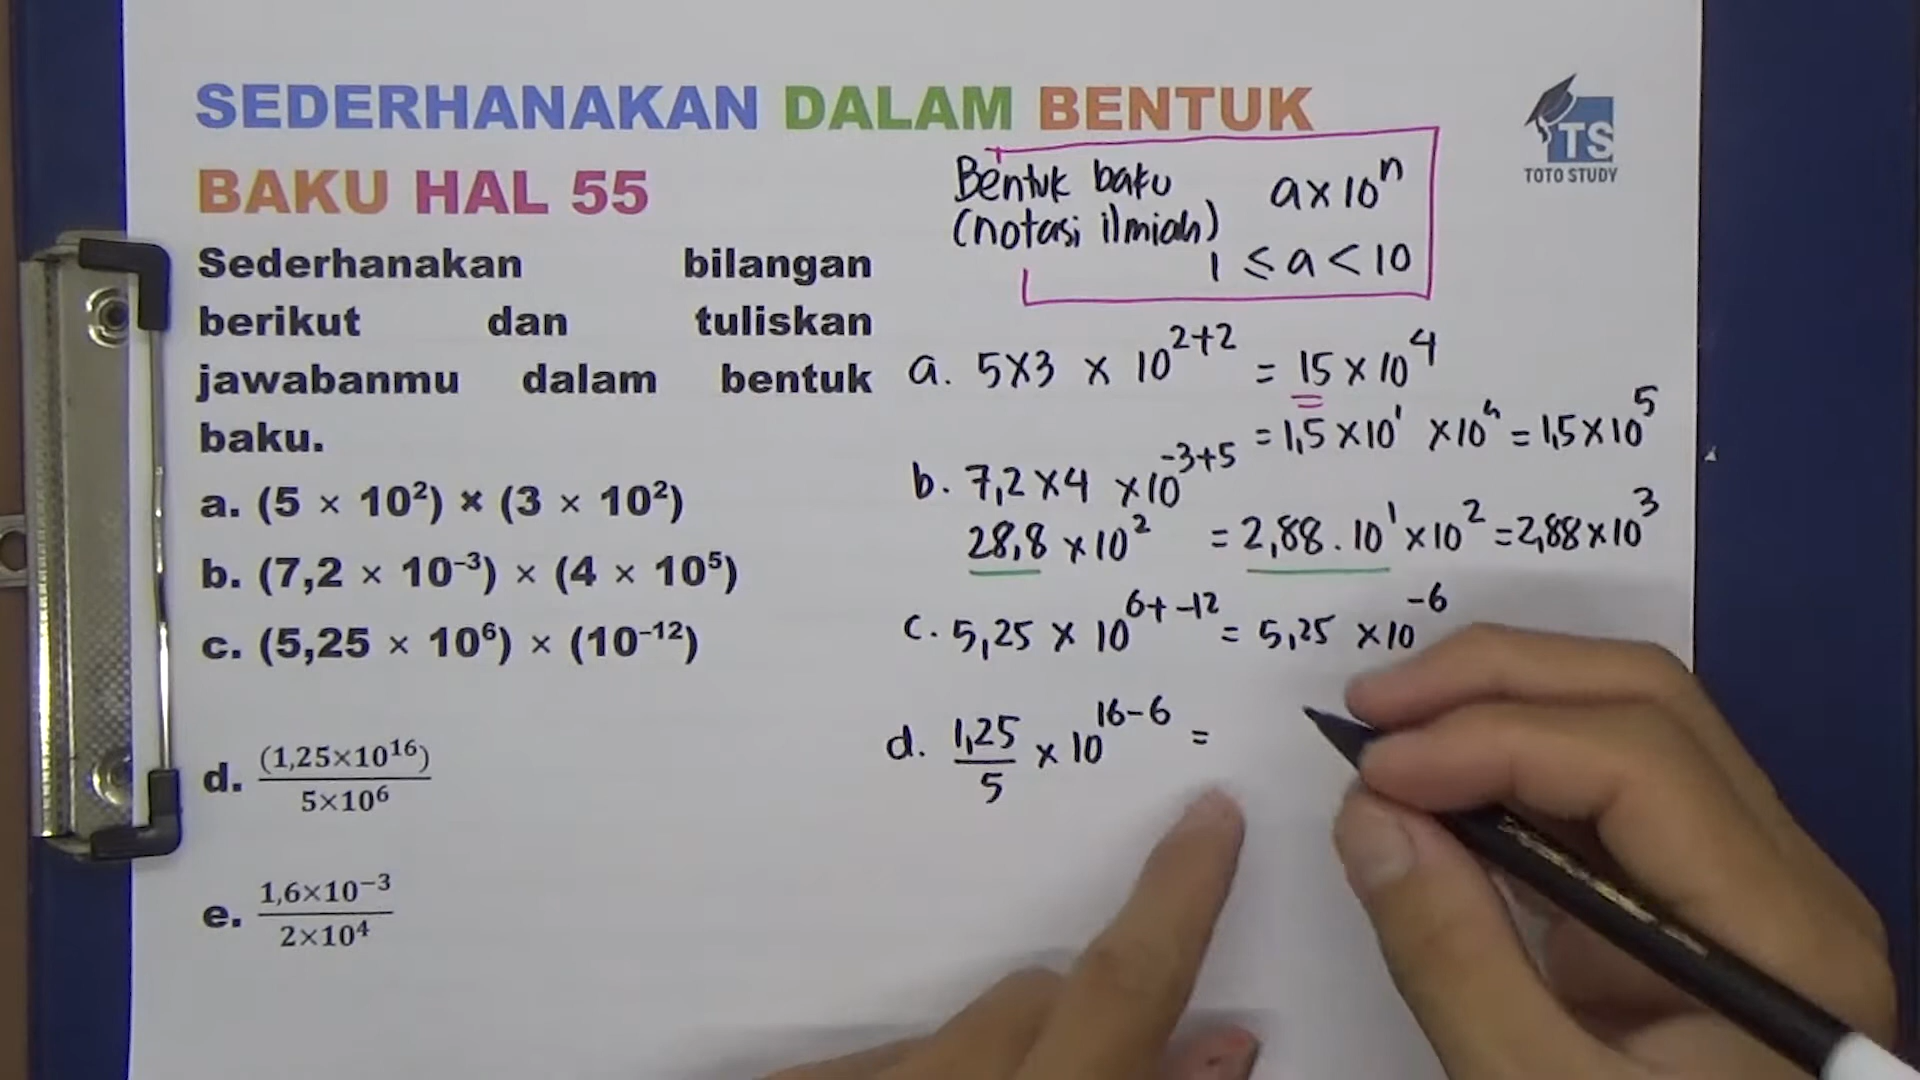 SEDERHANAKAN DALAM BENTUK
BAKU HAL 55
TS
TOTO STUDY
Sederhanakan bilangan
berikut dan tuliskan
jawabanmu dalam bentuk
baku.
a. (5 × 10²) × (3 × 10²)
b. (7,2 × 10⁻³) × (4 × 10⁵)
c. (5,25 × 10⁶) × (10⁻¹²)
d. (1,25×10¹⁶)
5×10⁶
e. 1,6×10⁻³
2×10⁴
Bentuk baku a×10ⁿ
(notasi ilmiah)
1 ≤ a < 10
a. 5×3 × 10²⁺² = 15 × 10⁴
= 1,5 × 10¹ × 10⁴ = 1,5 × 10⁵
b. 7,2 × 4 × 10⁻³⁺⁵
28,8 × 10² = 2,88 . 10¹ × 10² = 2,88 × 10³
c. 5,25 × 10⁶⁺⁻¹² = 5,25 × 10⁻⁶
d. 1,25/5 × 10¹⁶⁻⁶ =